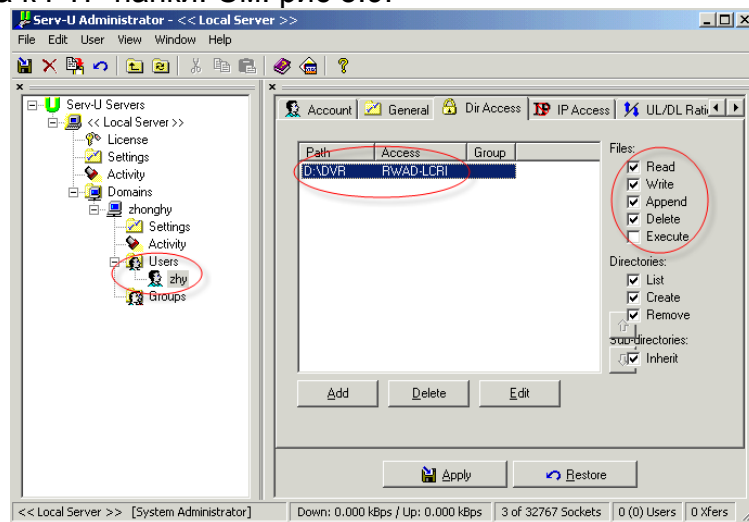 Serv-U Administrator - << Local Server >>
File Edit User View Window Help
Serv-U Servers
<< Local Server >>
License
Settings
Activity
Domains
zhonghy
Settings
Activity
Users
zhy
Groups
Account General Dir Access IP Access UL/DL Rati
Path Access Group
D:\DVR RWAD-LCRI
Files:
Read
Write
Append
Delete
Execute
Directories:
List
Create
Remove
Sub-directories:
Inherit
Add Delete Edit
Apply Restore
<< Local Server >> [System Administrator] Down: 0.000 kBps / Up: 0.000 kBps 3 of 32767 Sockets 0 (0) Users 0 Xfers